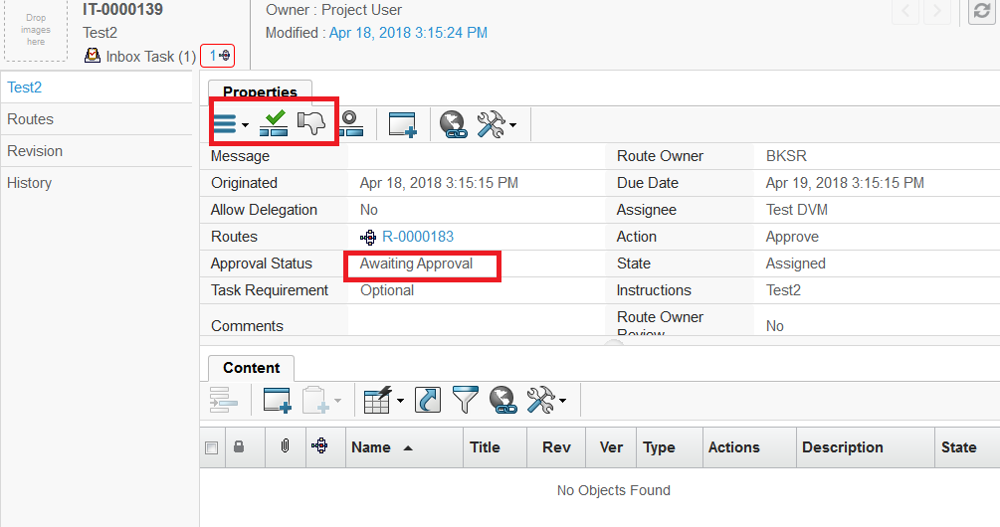 Drop
images
here
IT-0000139
Test2
Inbox Task (1) 1
Owner : Project User
Modified : Apr 18, 2018 3:15:24 PM
Test2
Routes
Revision
History
Properties
Message Route Owner BKSR
Originated Apr 18, 2018 3:15:15 PM Due Date Apr 19, 2018 3:15:15 PM
Allow Delegation No Assignee Test DVM
Routes R-0000183 Action Approve
Approval Status Awaiting Approval State Assigned
Task Requirement Optional Instructions Test2
Comments Route Owner Review No
Content
Name Title Rev Ver Type Actions Description State
No Objects Found